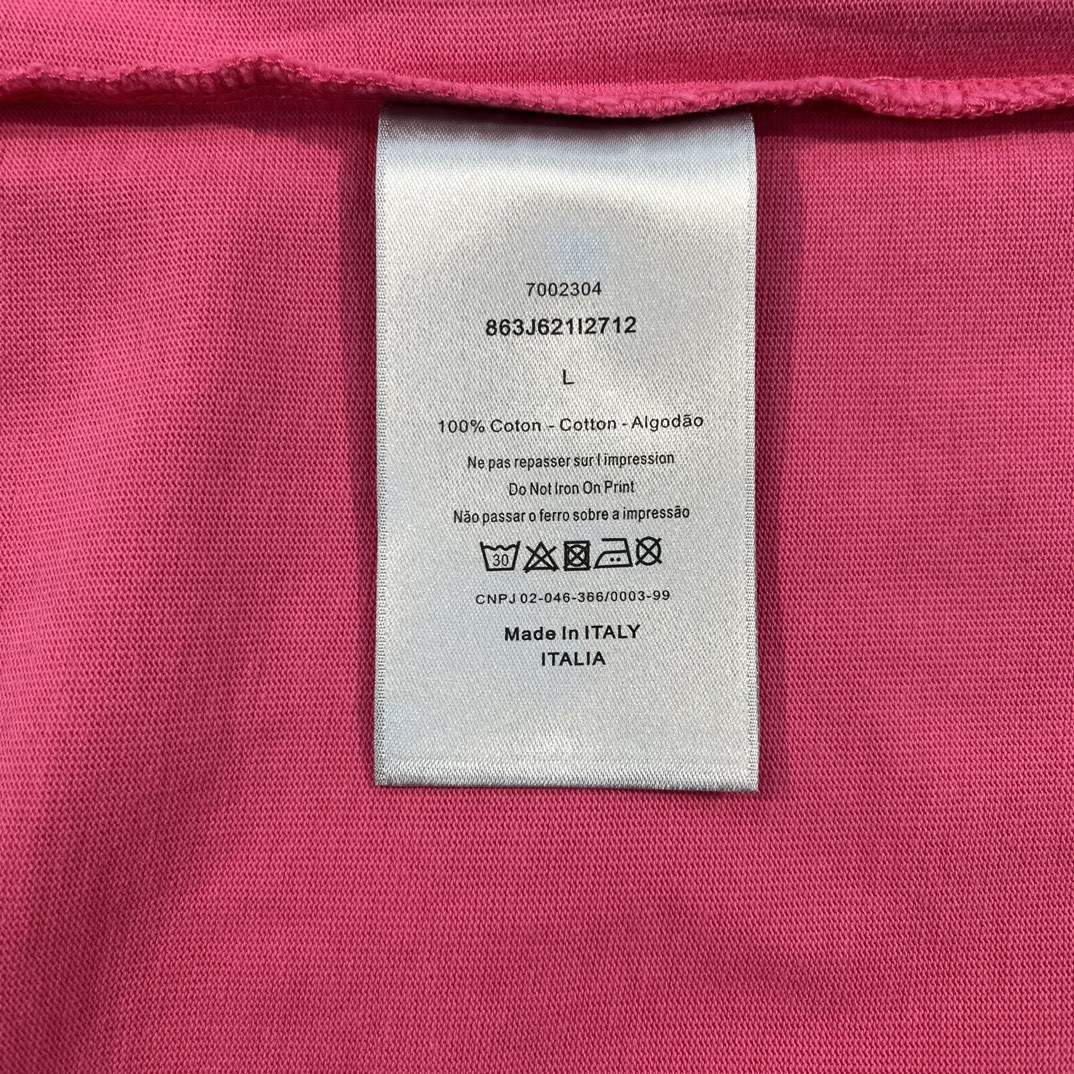 7002304
863J621I2712
L
100% Coton - Cotton - Algodão
Ne pas repasser sur l impression
Do Not Iron On Print
Não passar o ferro sobre a impressão
30
CNPJ 02-046-366/0003-99
Made In ITALY
ITALIA